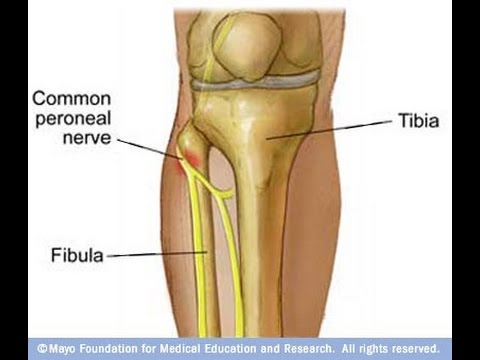 Common
peroneal
nerve
Tibia
Fibula
©Mayo Foundation for Medical Education and Research. All rights reserved.